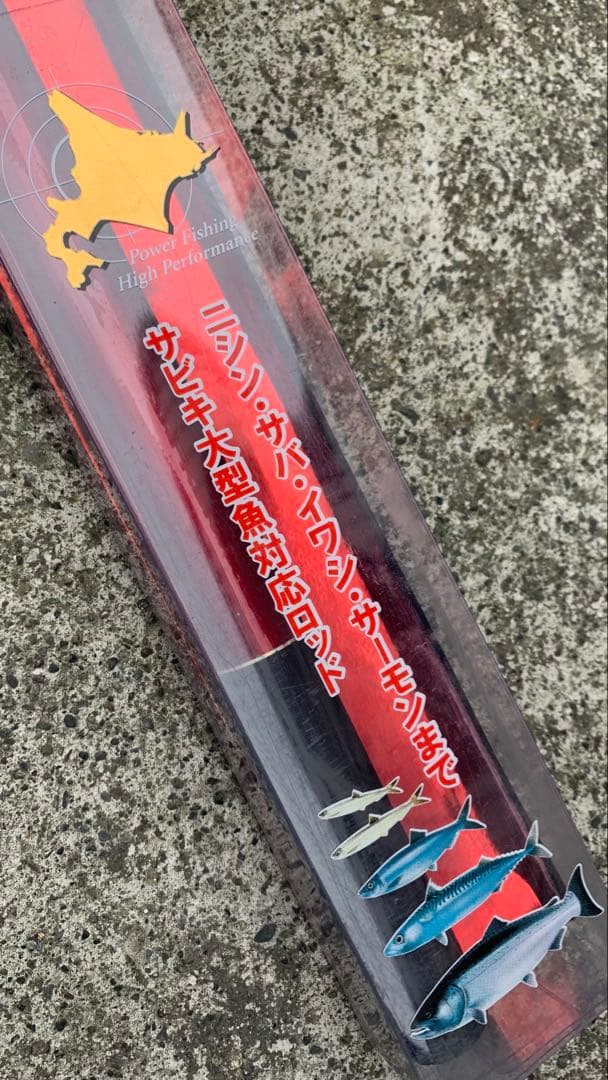 Power Fishing
High Performance
ニシン・サバ・イワシ・サーモンまで
サビキ大型魚対応ロッド